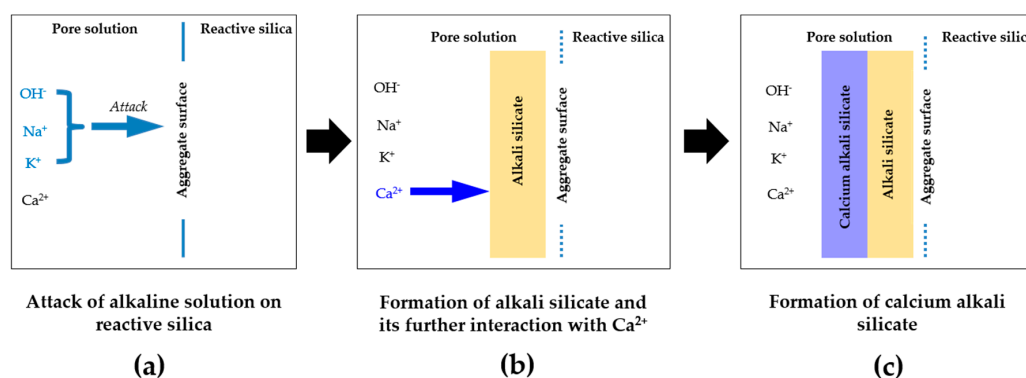 Pore solution
Reactive silica
OH⁻
Attack
Na⁺
K⁺
Ca²⁺
Aggregate surface
Attack of alkaline solution on
reactive silica
(a)
Pore solution
Reactive silica
OH⁻
Na⁺
K⁺
Ca²⁺
Alkali silicate
Aggregate surface
Formation of alkali silicate and
its further interaction with Ca²⁺
(b)
Pore solution
Reactive silica
OH⁻
Na⁺
K⁺
Ca²⁺
Calcium alkali silicate
Alkali silicate
Aggregate surface
Formation of calcium alkali
silicate
(c)